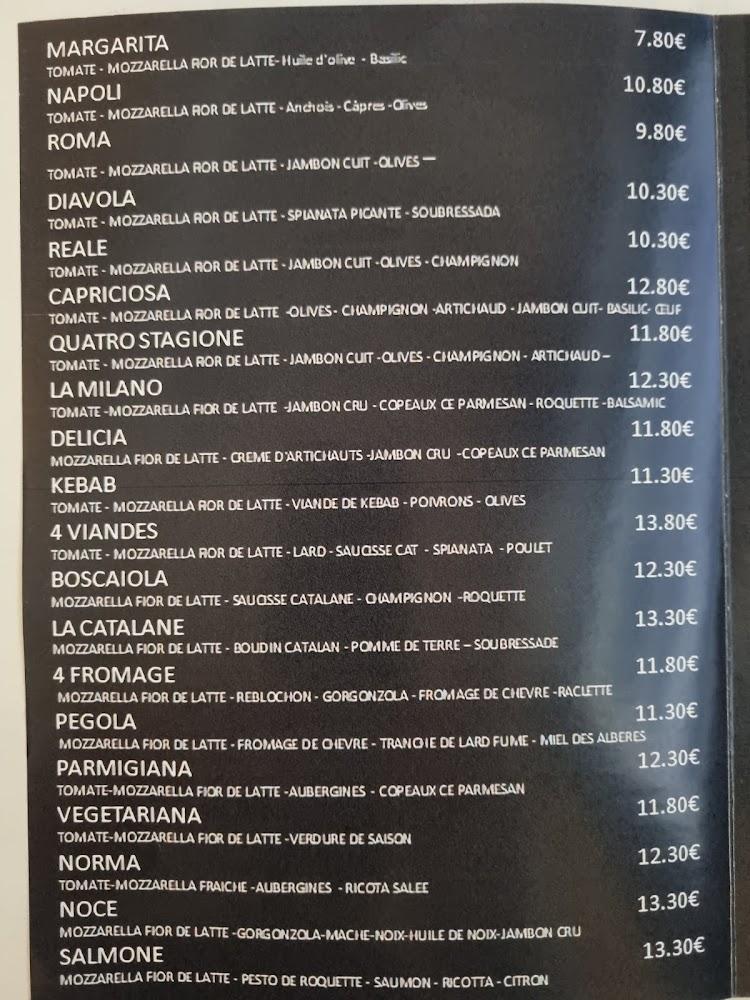 MARGARITA 7.80€
TOMATE - MOZZARELLA FIOR DE LATTE- Huile d'olive - Basilic
NAPOLI 10.80€
TOMATE - MOZZARELLA FIOR DE LATTE - Anchois - Câpres -Olives
ROMA 9.80€
TOMATE - MOZZARELLA FIOR DE LATTE - JAMBON CUIT -OLIVES –
DIAVOLA 10.30€
TOMATE - MOZZARELLA FIOR DE LATTE - SPIANATA PICANTE - SOUBRESSADA
REALE 10.30€
TOMATE - MOZZARELLA FIOR DE LATTE - JAMBON CUIT -OLIVES - CHAMPIGNON
CAPRICIOSA 12.80€
TOMATE - MOZZARELLA FIOR DE LATTE -OLIVES- CHAMPIGNON -ARTICHAUD - JAMBON CUIT- BASILIC- ŒUF
QUATRO STAGIONE 11.80€
TOMATE - MOZZARELLA FIOR DE LATTE - JAMBON CUIT -OLIVES - CHAMPIGNON - ARTICHAUD –
LA MILANO 12.30€
TOMATE -MOZZARELLA FIOR DE LATTE -JAMBON CRU - COPEAUX CE PARMESAN - ROQUETTE -BALSAMIC
DELICIA 11.80€
MOZZARELLA FIOR DE LATTE - CREME D'ARTICHAUTS -JAMBON CRU -COPEAUX CE PARMESAN
KEBAB 11.30€
TOMATE - MOZZARELLA FIOR DE LATTE - VIANDE DE KEBAB - POIVRONS - OLIVES
4 VIANDES 13.80€
TOMATE - MOZZARELLA FIOR DE LATTE - LARD - SAUCISSE CAT - SPIANATA - POULET
BOSCAIOLA 12.30€
MOZZARELLA FIOR DE LATTE - SAUCISSE CATALANE - CHAMPIGNON -ROQUETTE
LA CATALANE 13.30€
MOZZARELLA FIOR DE LATTE - BOUDIN CATALAN - POMME DE TERRE – SOUBRESSADE
4 FROMAGE 11.80€
MOZZARELLA FIOR DE LATTE - REBLOCHON - GORGONZOLA - FROMAGE DE CHEVRE -RACLETTE
PEGOLA 11.30€
MOZZARELLA FIOR DE LATTE - FROMAGE DE CHEVRE - TRANCHE DE LARD FUME - MIEL DES ALBERES
PARMIGIANA 12.30€
TOMATE-MOZZARELLA FIOR DE LATTE -AUBERGINES - COPEAUX CE PARMESAN
VEGETARIANA 11.80€
TOMATE-MOZZARELLA FIOR DE LATTE -VERDURE DE SAISON
NORMA 12.30€
TOMATE-MOZZARELLA FRAICHE -AUBERGINES - RICOTA SALEE
NOCE 13.30€
MOZZARELLA FIOR DE LATTE -GORGONZOLA-MACHE-NOIX-HUILE DE NOIX-JAMBON CRU
SALMONE 13.30€
MOZZARELLA FIOR DE LATTE - PESTO DE ROQUETTE - SAUMON - RICOTTA - CITRON